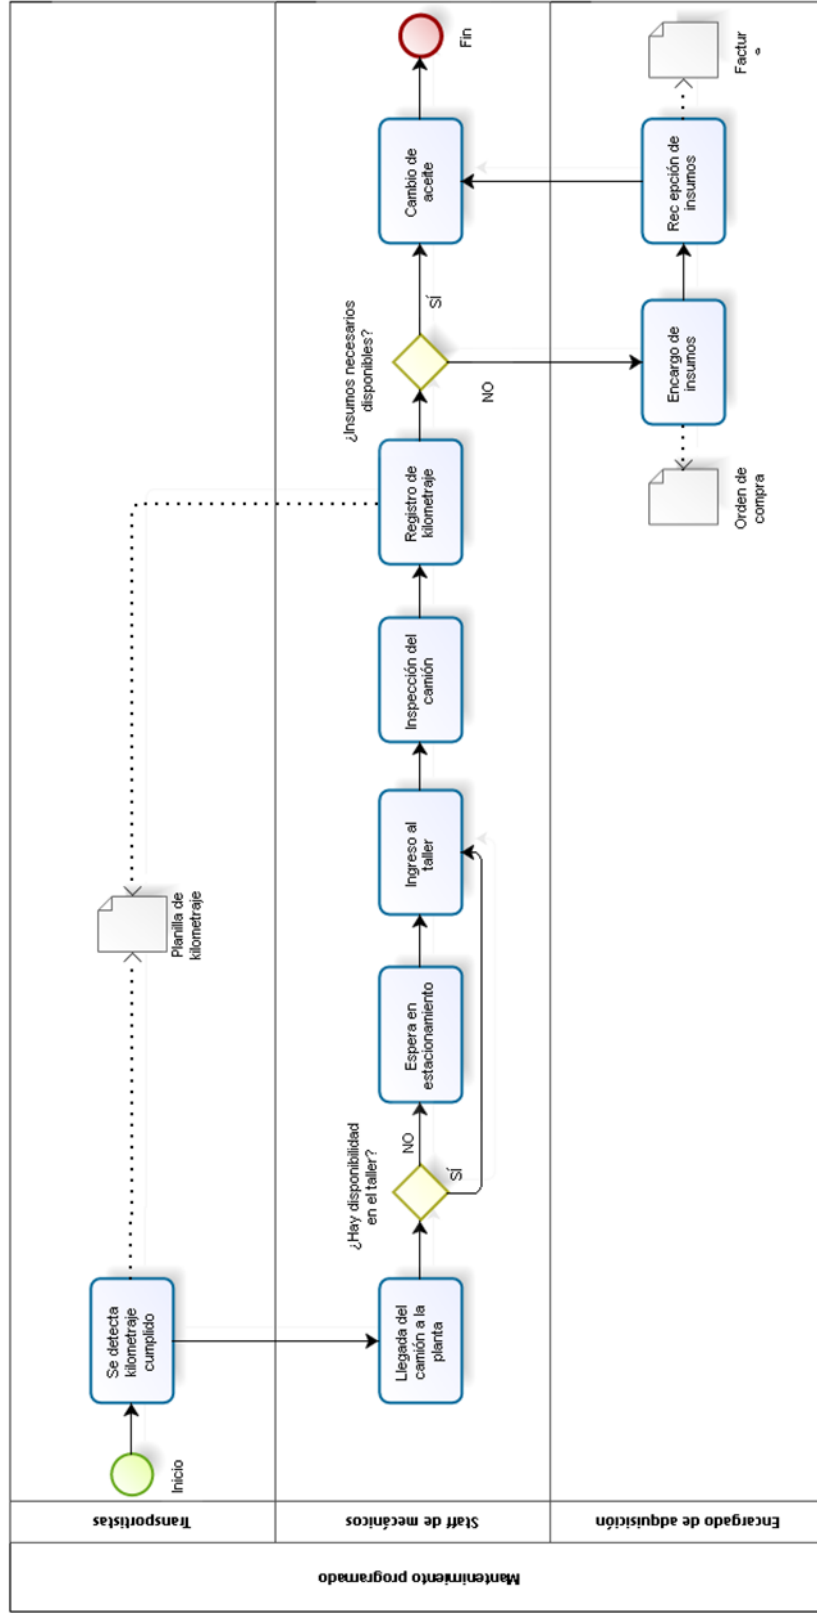 Mantenimiento programado
Transportistas
Inicio
Se detecta
kilometraje
cumplido
Planilla de
kilometraje
Staff de mecánicos
Llegada del
camión a la
planta
¿Hay disponibilidad
en el taller?
NO
SÍ
Espera en
estacionamiento
Ingreso al
taller
Inspección del
camión
Registro de
kilometraje
¿Insumos necesarios
disponibles?
SÍ
NO
Cambio de
aceite
Fin
Encargado de adquisición
Orden de
compra
Encargo de
insumos
Rec epción de
insumos
Factur